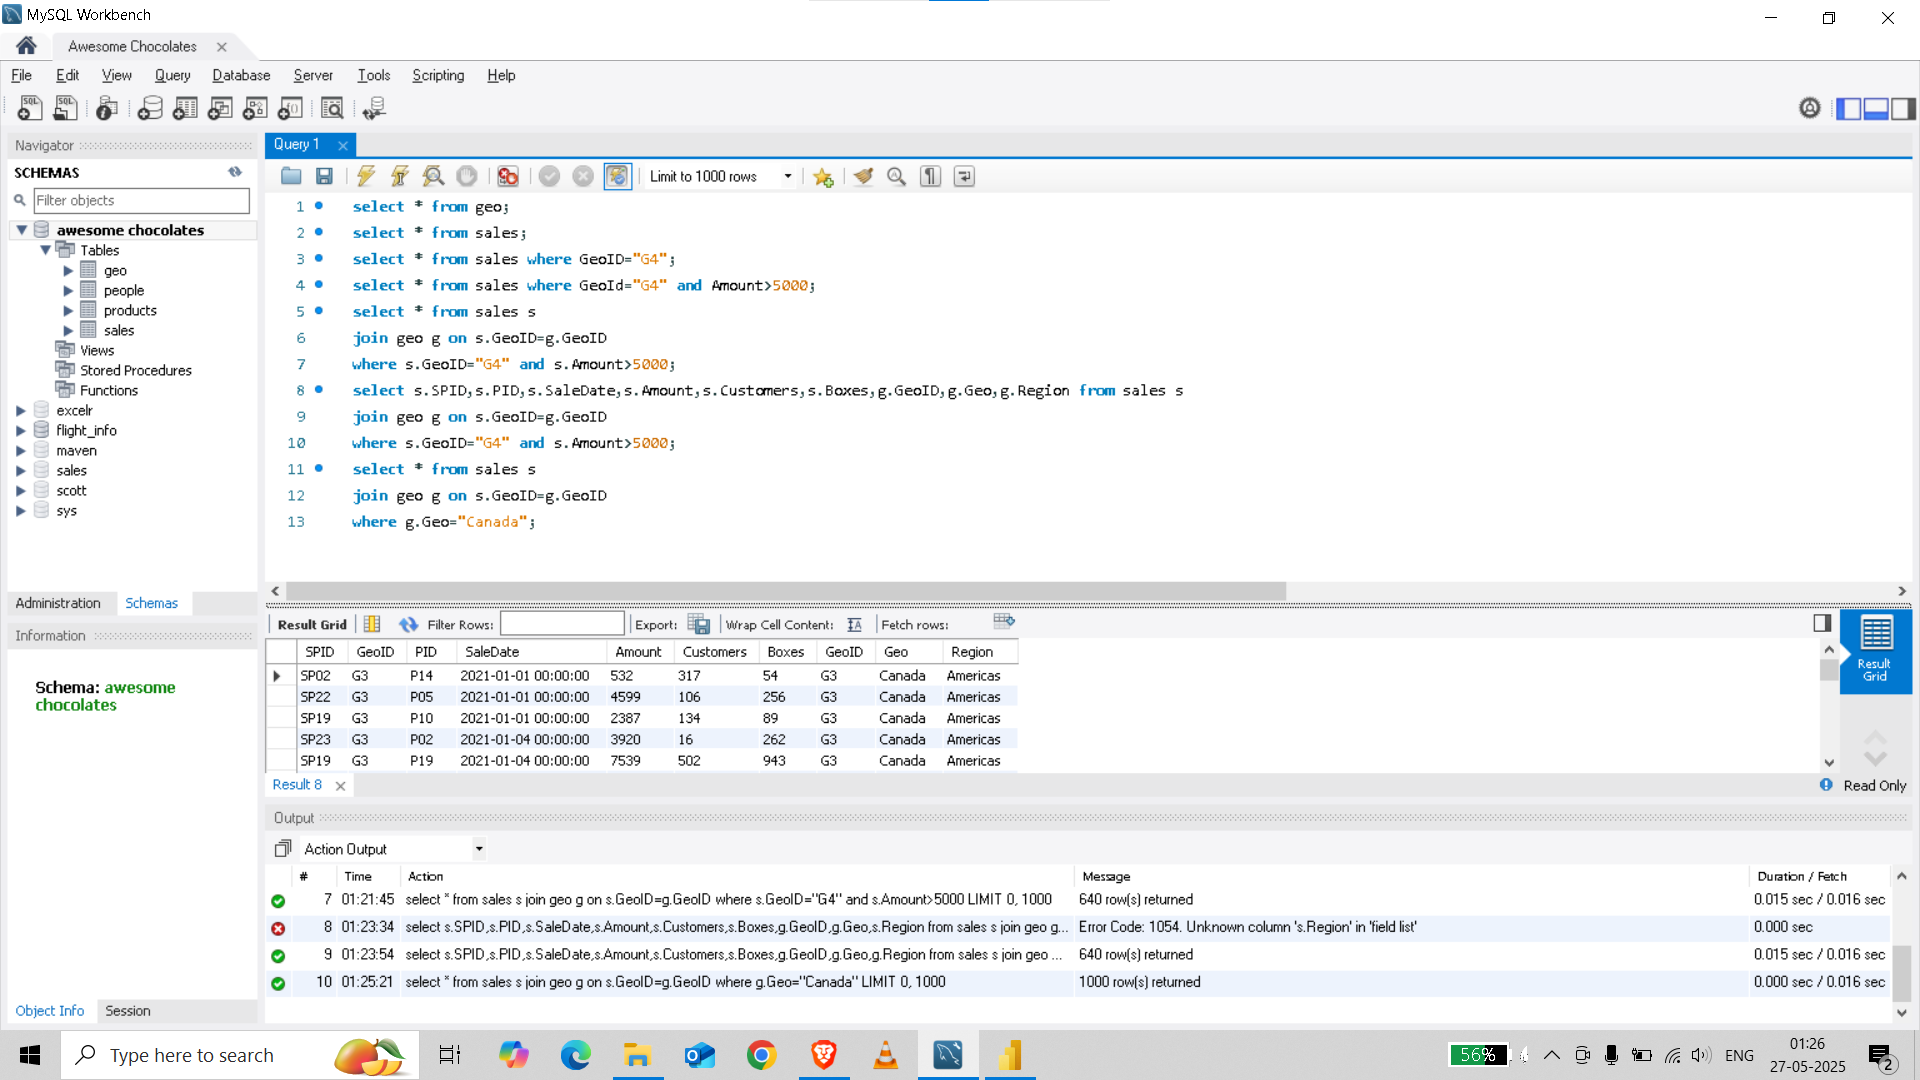 MySQL Workbench
Awesome Chocolates
File Edit View Query Database Server Tools Scripting Help
Navigator
SCHEMAS
Filter objects
awesome chocolates
Tables
geo
people
products
sales
Views
Stored Procedures
Functions
excelr
flight_info
maven
sales
scott
sys
Administration Schemas
Information
Schema: awesome
chocolates
Object Info Session
Query 1
Limit to 1000 rows
1 select * from geo;
2 select * from sales;
3 select * from sales where GeoID="G4";
4 select * from sales where GeoId="G4" and Amount>5000;
5 select * from sales s
6 join geo g on s.GeoID=g.GeoID
7 where s.GeoID="G4" and s.Amount>5000;
8 select s.SPID,s.PID,s.SaleDate,s.Amount,s.Customers,s.Boxes,g.GeoID,g.Geo,g.Region from sales s
9 join geo g on s.GeoID=g.GeoID
10 where s.GeoID="G4" and s.Amount>5000;
11 select * from sales s
12 join geo g on s.GeoID=g.GeoID
13 where g.Geo="Canada";
Result Grid Filter Rows: Export: Wrap Cell Content: Fetch rows:
SPID GeoID PID SaleDate Amount Customers Boxes GeoID Geo Region
SP02 G3 P14 2021-01-01 00:00:00 532 317 54 G3 Canada Americas
SP22 G3 P05 2021-01-01 00:00:00 4599 106 256 G3 Canada Americas
SP19 G3 P10 2021-01-01 00:00:00 2387 134 89 G3 Canada Americas
SP23 G3 P02 2021-01-04 00:00:00 3920 16 262 G3 Canada Americas
SP19 G3 P19 2021-01-04 00:00:00 7539 502 943 G3 Canada Americas
Result
Grid
Result 8
Read Only
Output
Action Output
# Time Action Message Duration / Fetch
7 01:21:45 select * from sales s join geo g on s.GeoID=g.GeoID where s.GeoID="G4" and s.Amount>5000 LIMIT 0, 1000 640 row(s) returned 0.015 sec / 0.016 sec
8 01:23:34 select s.SPID,s.PID,s.SaleDate,s.Amount,s.Customers,s.Boxes,g.GeoID,g.Geo,s.Region from sales s join geo g... Error Code: 1054. Unknown column 's.Region' in 'field list' 0.000 sec
9 01:23:54 select s.SPID,s.PID,s.SaleDate,s.Amount,s.Customers,s.Boxes,g.GeoID,g.Geo,g.Region from sales s join geo ... 640 row(s) returned 0.015 sec / 0.016 sec
10 01:25:21 select * from sales s join geo g on s.GeoID=g.GeoID where g.Geo="Canada" LIMIT 0, 1000 1000 row(s) returned 0.000 sec / 0.016 sec
Type here to search
56%
ENG
01:26
27-05-2025
2